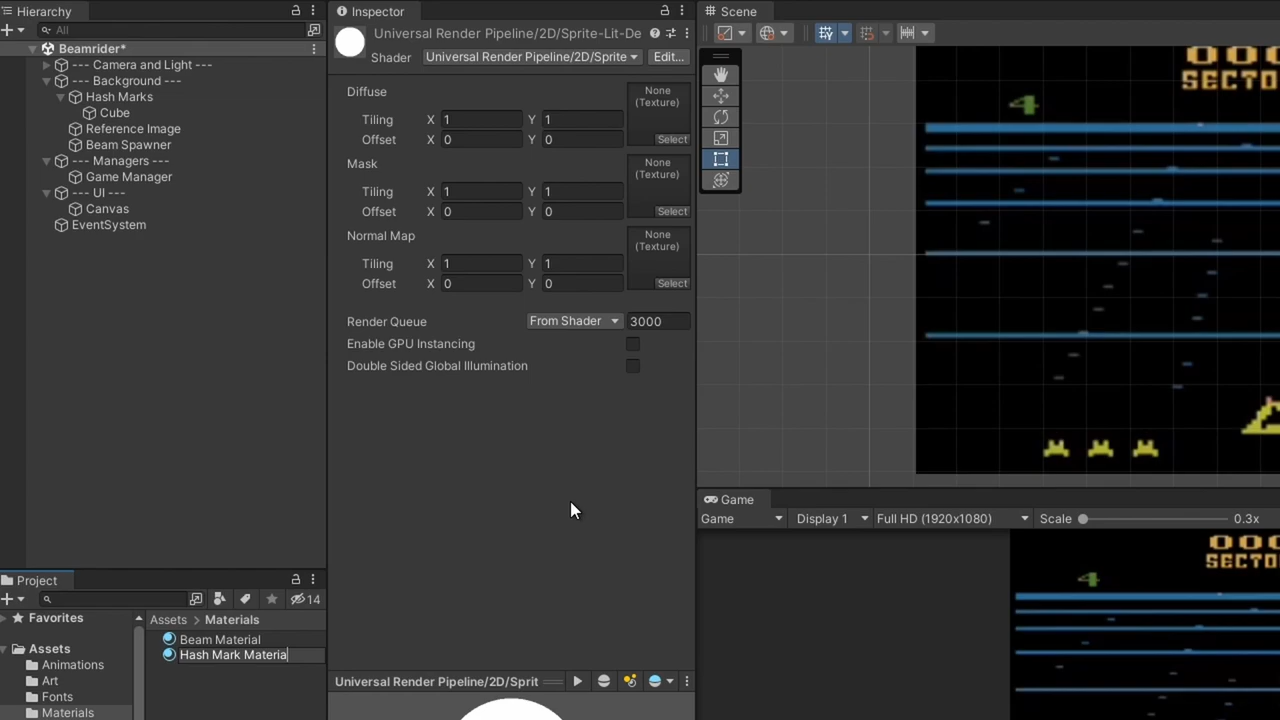 Hierarchy
All
Beamrider*
--- Camera and Light ---
--- Background ---
Hash Marks
Cube
Reference Image
Beam Spawner
--- Managers ---
Game Manager
--- UI ---
Canvas
EventSystem
Project
14
Favorites
Assets
Animations
Art
Fonts
Materials
Assets > Materials
Beam Material
Hash Mark Materia
Inspector
Universal Render Pipeline/2D/Sprite-Lit-De
Shader Universal Render Pipeline/2D/Sprite Edit...
Diffuse
None
(Texture)
Tiling X 1 Y 1
Offset X 0 Y 0 Select
Mask
None
(Texture)
Tiling X 1 Y 1
Offset X 0 Y 0 Select
Normal Map
None
(Texture)
Tiling X 1 Y 1
Offset X 0 Y 0 Select
Render Queue From Shader 3000
Enable GPU Instancing
Double Sided Global Illumination
Universal Render Pipeline/2D/Sprit
Scene
000
SECTO
4
Game
Game Display 1 Full HD (1920x1080) Scale 0.3x
000
SECTO
4